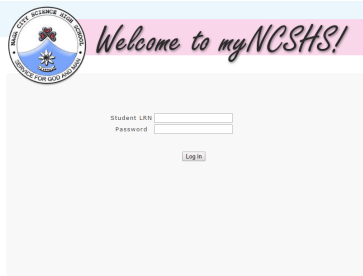 NAGA CITY SCIENCE HIGH SCHOOL
SERVICE FOR GOD AND MAN
Welcome to myNCSHS!
Student LRN
Password
Log In